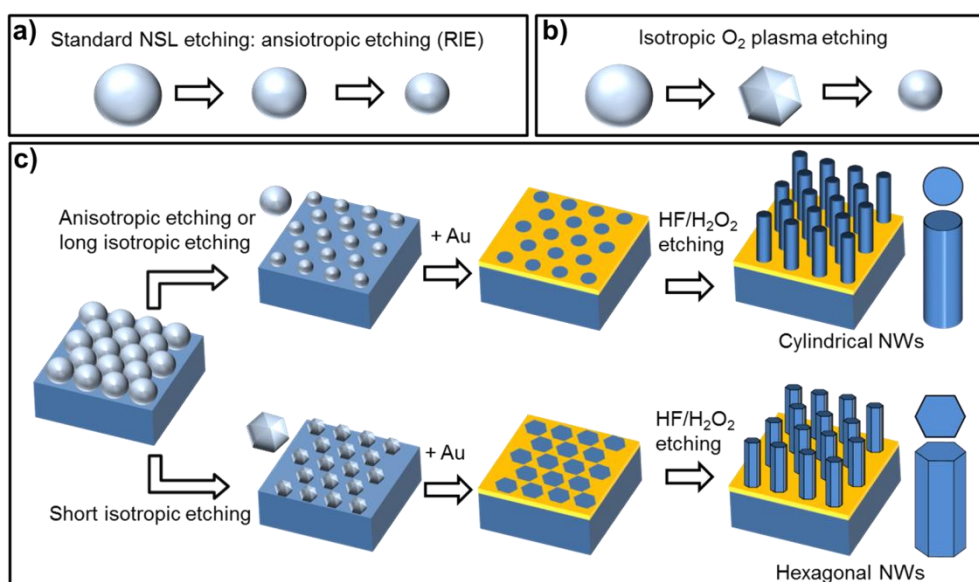 a)
Standard NSL etching: ansiotropic etching (RIE)
b)
Isotropic O₂ plasma etching
c)
Anisotropic etching or
long isotropic etching
+ Au
HF/H₂O₂
etching
Cylindrical NWs
Short isotropic etching
+ Au
HF/H₂O₂
etching
Hexagonal NWs